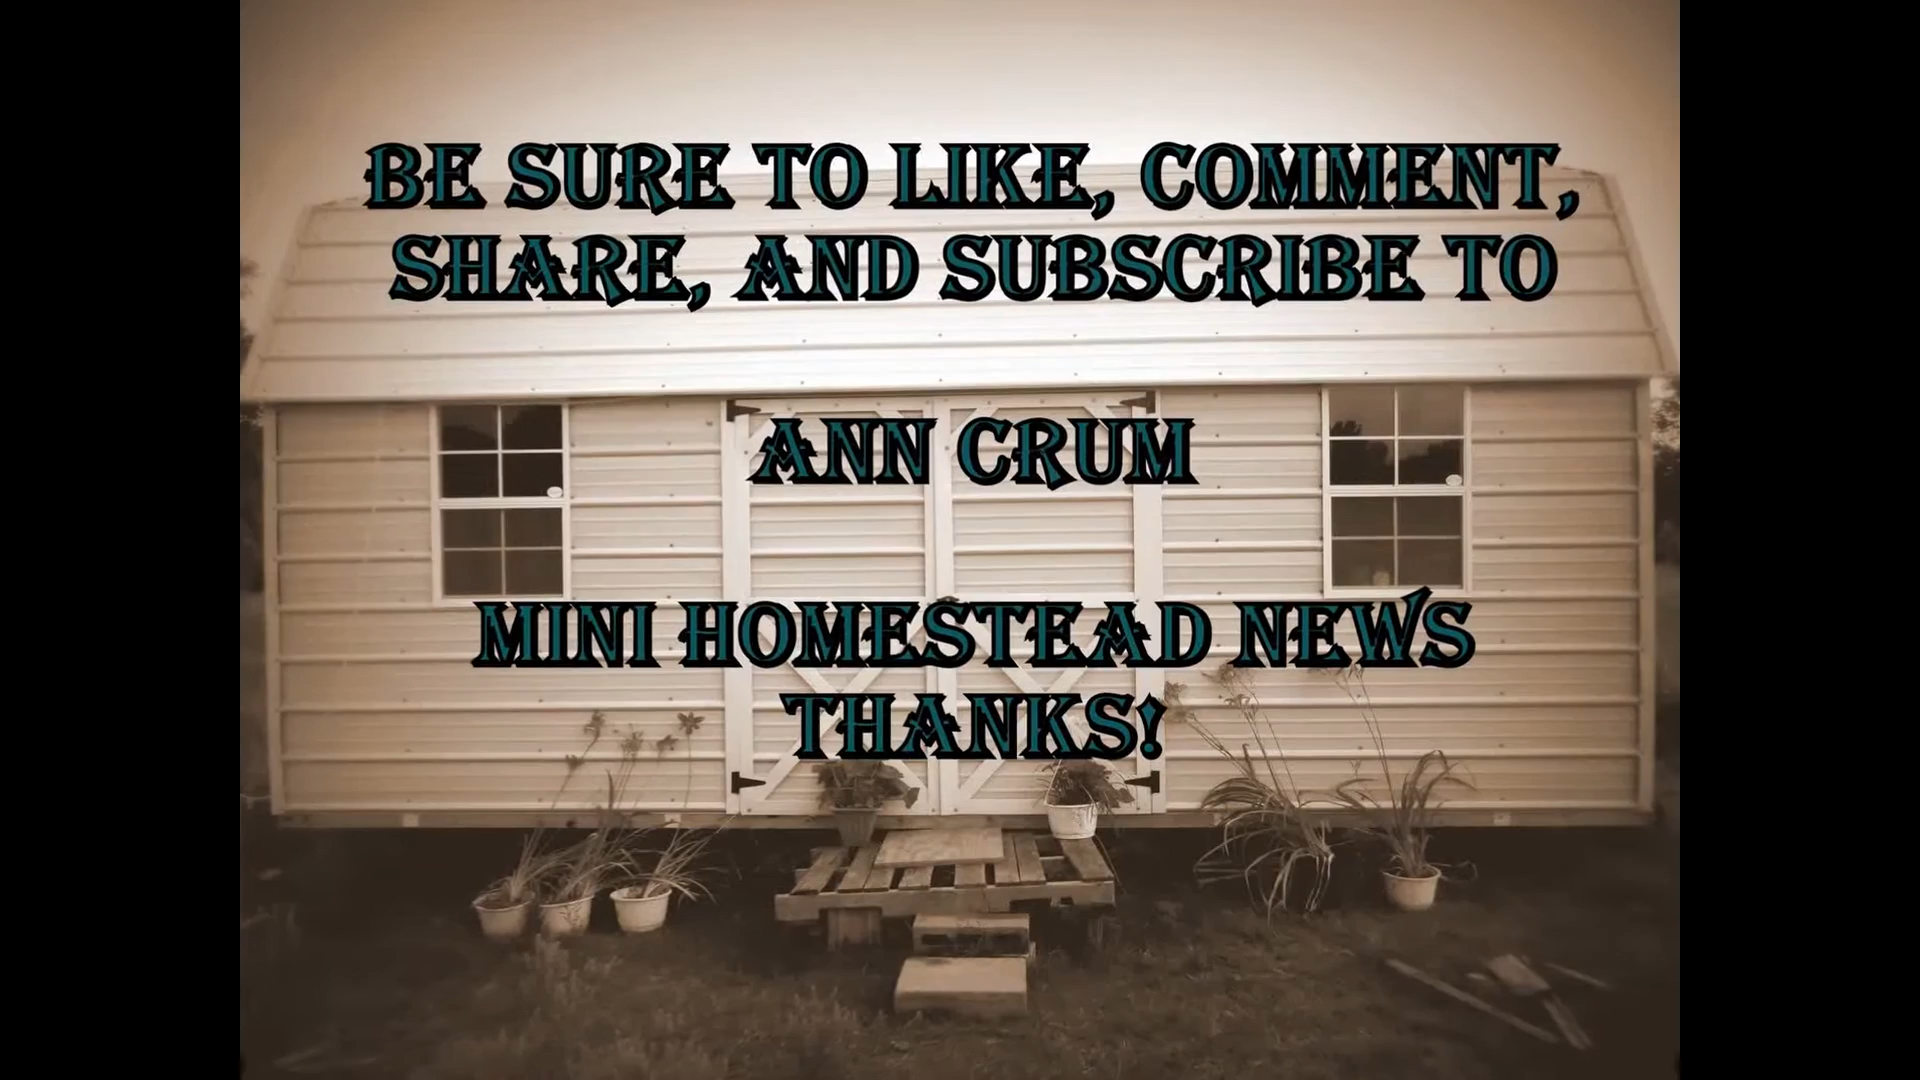 BE SURE TO LIKE, COMMENT,
SHARE, AND SUBSCRIBE TO
ANN CRUM
MINI HOMESTEAD NEWS
THANKS!